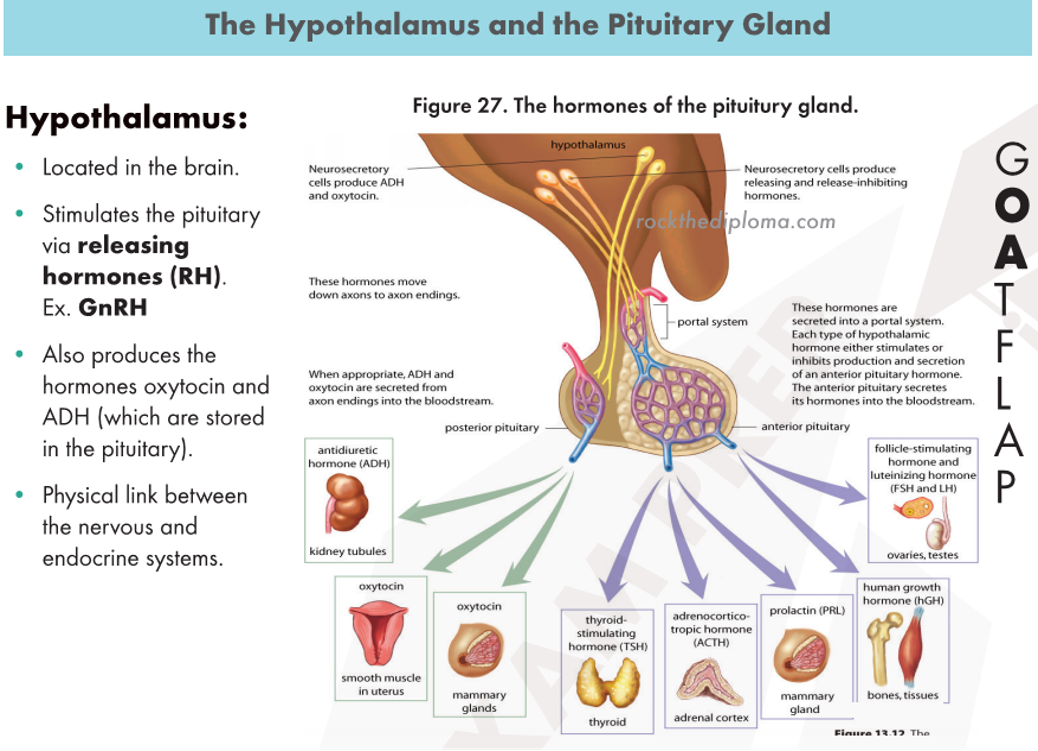 The Hypothalamus and the Pituitary Gland
Hypothalamus:
• Located in the brain.
• Stimulates the pituitary
via releasing
hormones (RH).
Ex. GnRH
• Also produces the
hormones oxytocin and
ADH (which are stored
in the pituitary).
• Physical link between
the nervous and
endocrine systems.
Figure 27. The hormones of the pituitury gland.
hypothalamus
Neurosecretory
cells produce ADH
and oxytocin.
Neurosecretory cells produce
releasing and release-inhibiting
hormones.
rockthediploma.com
These hormones move
down axons to axon endings.
portal system
These hormones are
secreted into a portal system.
Each type of hypothalamic
hormone either stimulates or
inhibits production and secretion
of an anterior pituitary hormone.
The anterior pituitary secretes
its hormones into the bloodstream.
When appropriate, ADH and
oxytocin are secreted from
axon endings into the bloodstream.
posterior pituitary
anterior pituitary
antidiuretic
hormone (ADH)
kidney tubules
oxytocin
smooth muscle
in uterus
oxytocin
mammary
glands
thyroid-
stimulating
hormone (TSH)
thyroid
adrenocortico-
tropic hormone
(ACTH)
adrenal cortex
prolactin (PRL)
mammary
gland
human growth
hormone (hGH)
bones, tissues
follicle-stimulating
hormone and
luteinizing hormone
(FSH and LH)
ovaries, testes
Figure 13.12 The
G
O
A
T
F
L
A
P